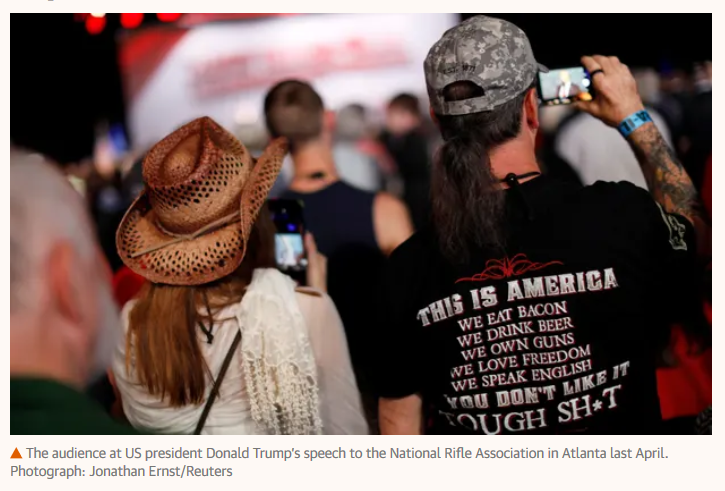 EST. 1971
THIS IS AMERICA
WE EAT BACON
WE DRINK BEER
WE OWN GUNS
WE LOVE FREEDOM
WE SPEAK ENGLISH
YOU DON'T LIKE IT
TOUGH SH*T
The audience at US president Donald Trump's speech to the National Rifle Association in Atlanta last April.
Photograph: Jonathan Ernst/Reuters